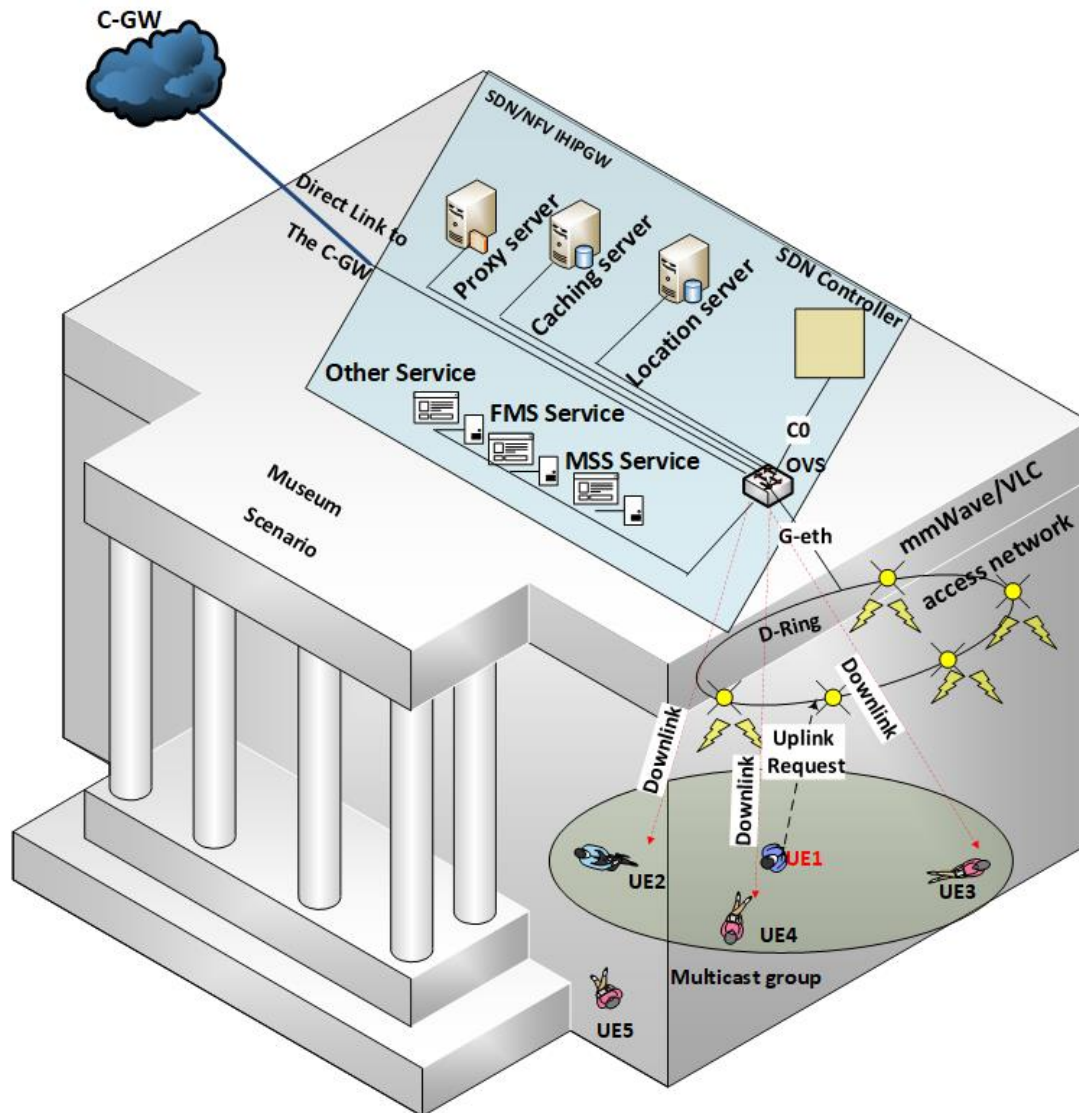 C-GW
SDN/NFV IHIPGW
Direct Link to
The C-GW
Proxy server
Caching server
Location server
SDN Controller
Other Service
FMS Service
MSS Service
C0
OVS
G-eth
mmWave/VLC
access network
D-Ring
Museum
Scenario
Downlink
Downlink
Uplink
Request
Downlink
UE1
UE2
UE3
UE4
Multicast group
UE5